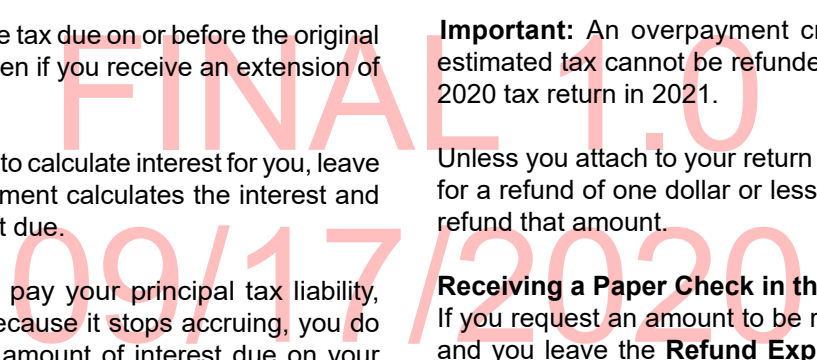 e tax due on or before the original
en if you receive an extension of
to calculate interest for you, leave
ment calculates the interest and
t due.
pay your principal tax liability,
ecause it stops accruing, you do
amount of interest due on your
Important: An overpayment cr
estimated tax cannot be refunde
2020 tax return in 2021.
Unless you attach to your return
for a refund of one dollar or less
refund that amount.
Receiving a Paper Check in th
If you request an amount to be r
and you leave the Refund Exp
FINAL 1.0
09/17/2020